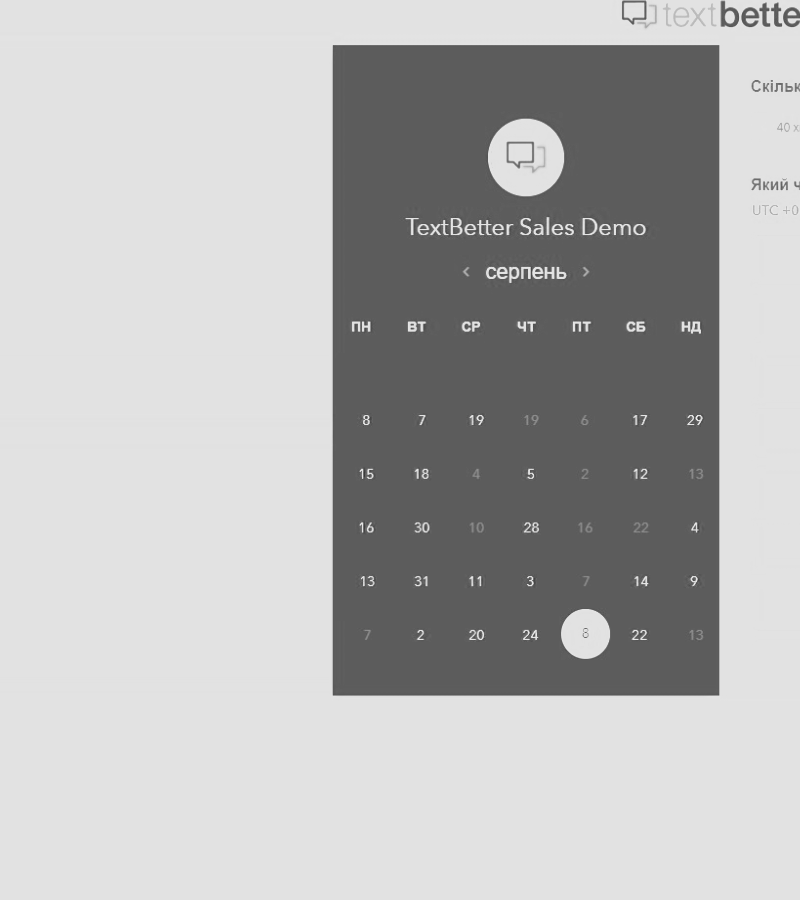 textbette
Скільк
40 х
Який ч
UTC +0
TextBetter Sales Demo
серпень
ПН ВТ СР ЧТ ПТ СБ НД
8 7 19 19 6 17 29
15 18 4 5 2 12 13
16 30 10 28 16 22 4
13 31 11 3 7 14 9
7 2 20 24 8 22 13